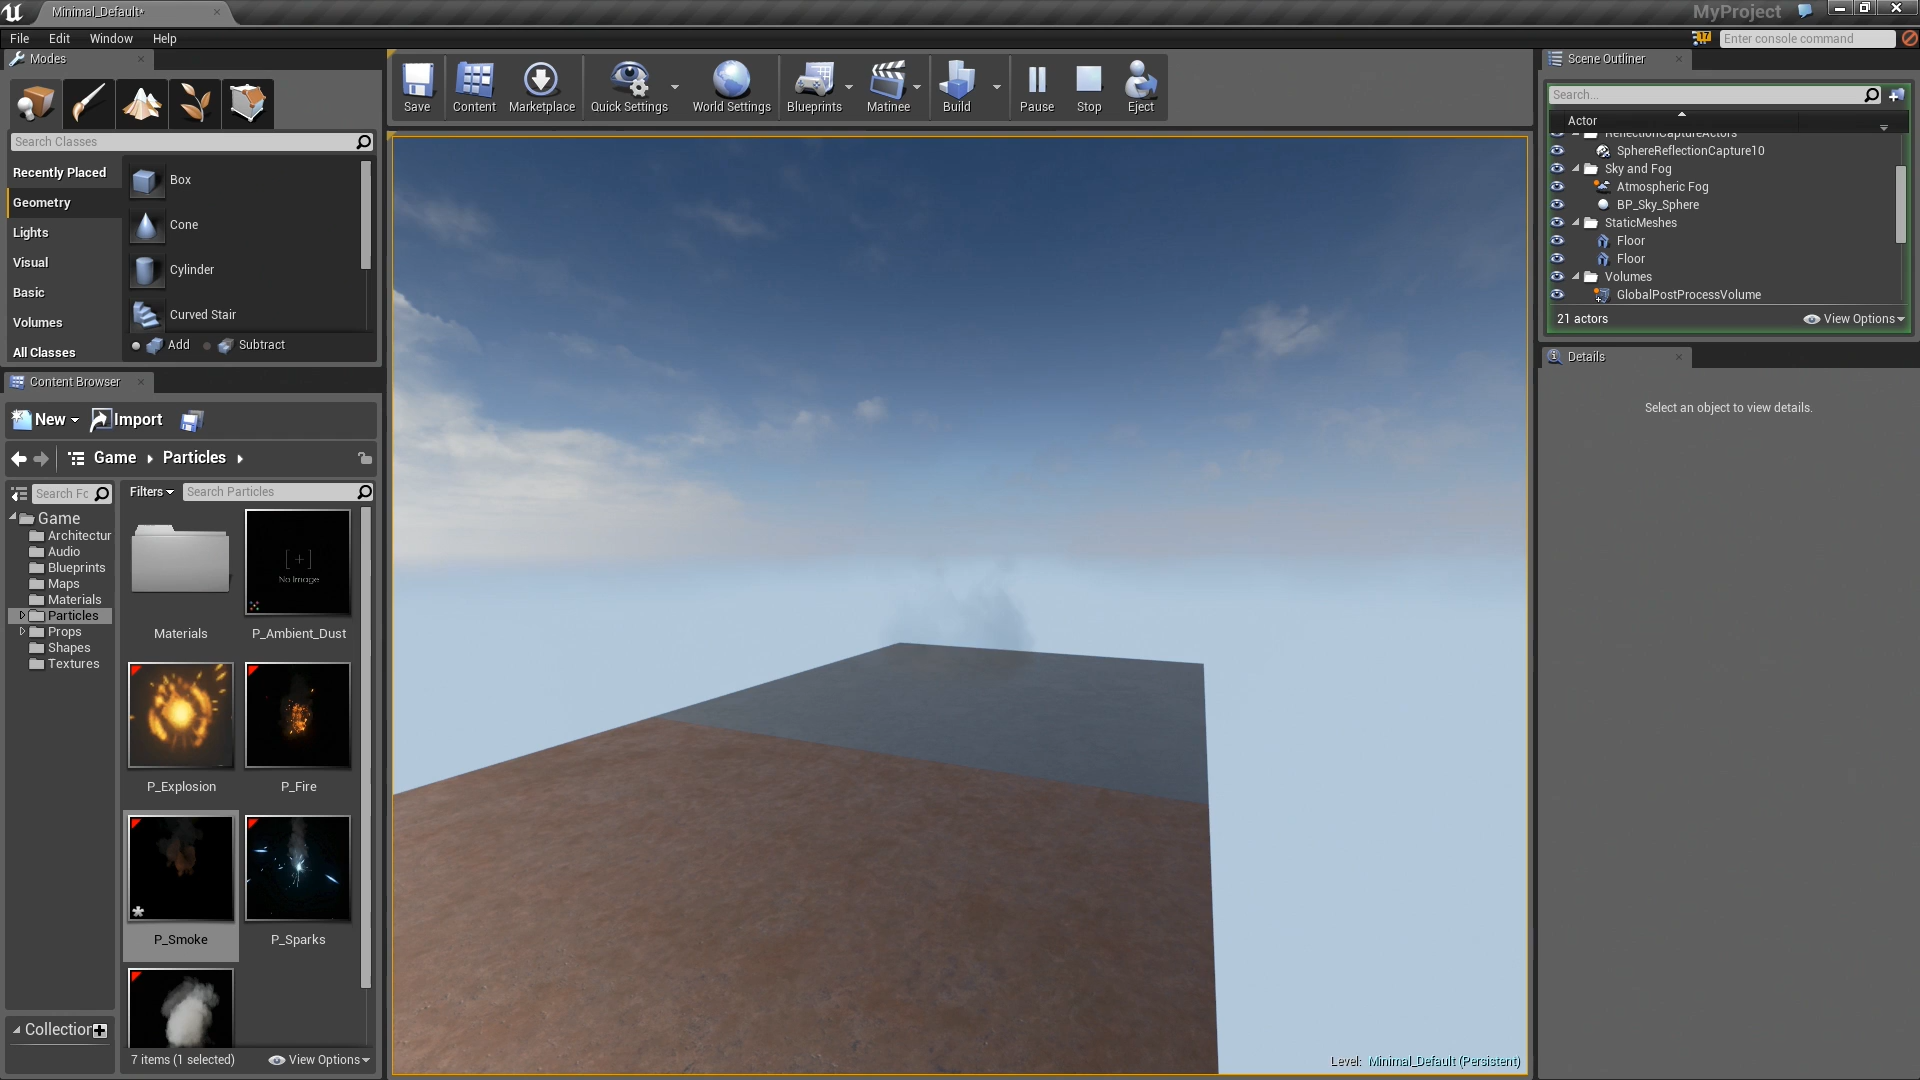 Minimal_Default*
MyProject
File Edit Window Help
17
Enter console command
Modes
Search Classes
Recently Placed
Geometry
Lights
Visual
Basic
Volumes
All Classes
Box
Cone
Cylinder
Curved Stair
Add Subtract
Save
Content
Marketplace
Quick Settings
World Settings
Blueprints
Matinee
Build
Pause
Stop
Eject
Content Browser
New Import
Game Particles
Search Fc
Game
Architectur
Audio
Blueprints
Maps
Materials
Particles
Props
Shapes
Textures
Collection
Filters Search Particles
[+]
No Image
Materials P_Ambient_Dust
P_Explosion P_Fire
P_Smoke P_Sparks
7 items (1 selected) View Options
Level: Minimal_Default (Persistent)
Scene Outliner
Search...
Actor
ReflectionCaptureActors
SphereReflectionCapture10
Sky and Fog
Atmospheric Fog
BP_Sky_Sphere
StaticMeshes
Floor
Floor
Volumes
GlobalPostProcessVolume
21 actors View Options
Details
Select an object to view details.